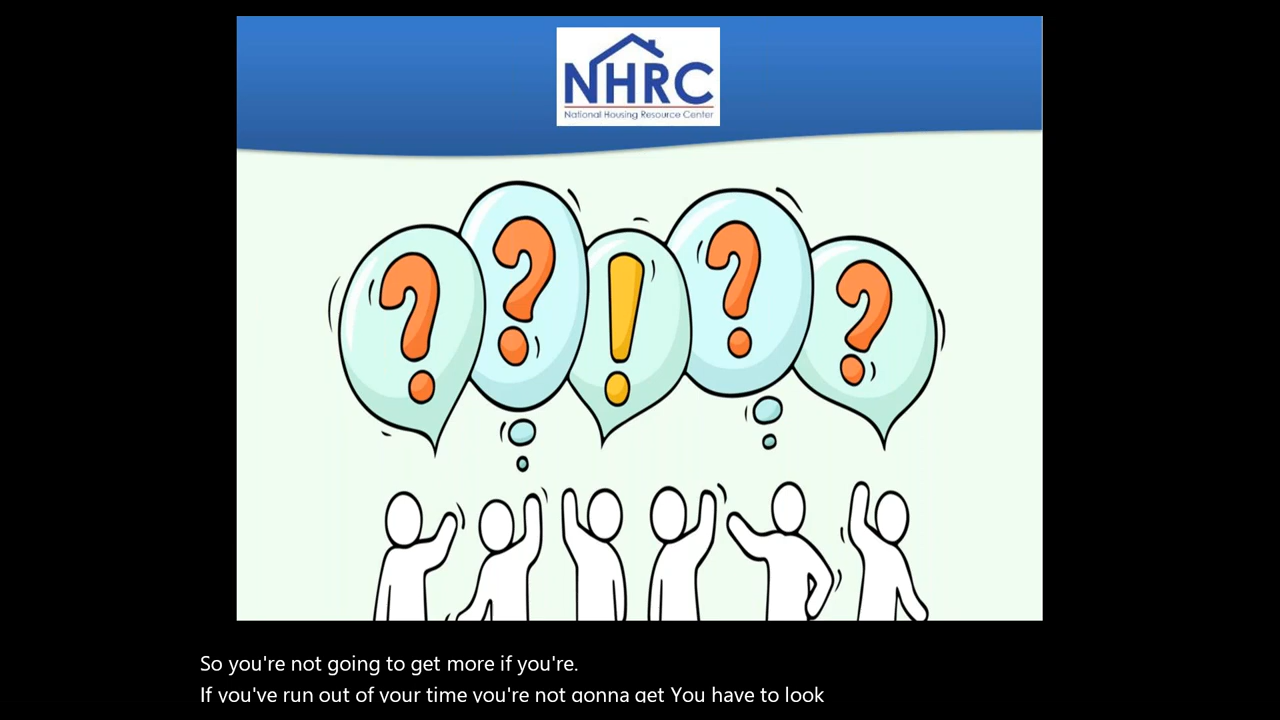 NHRC
National Housing Resource Center
? ? ! ? ?
So you're not going to get more if you're.
If you've run out of your time you're not gonna get You have to look